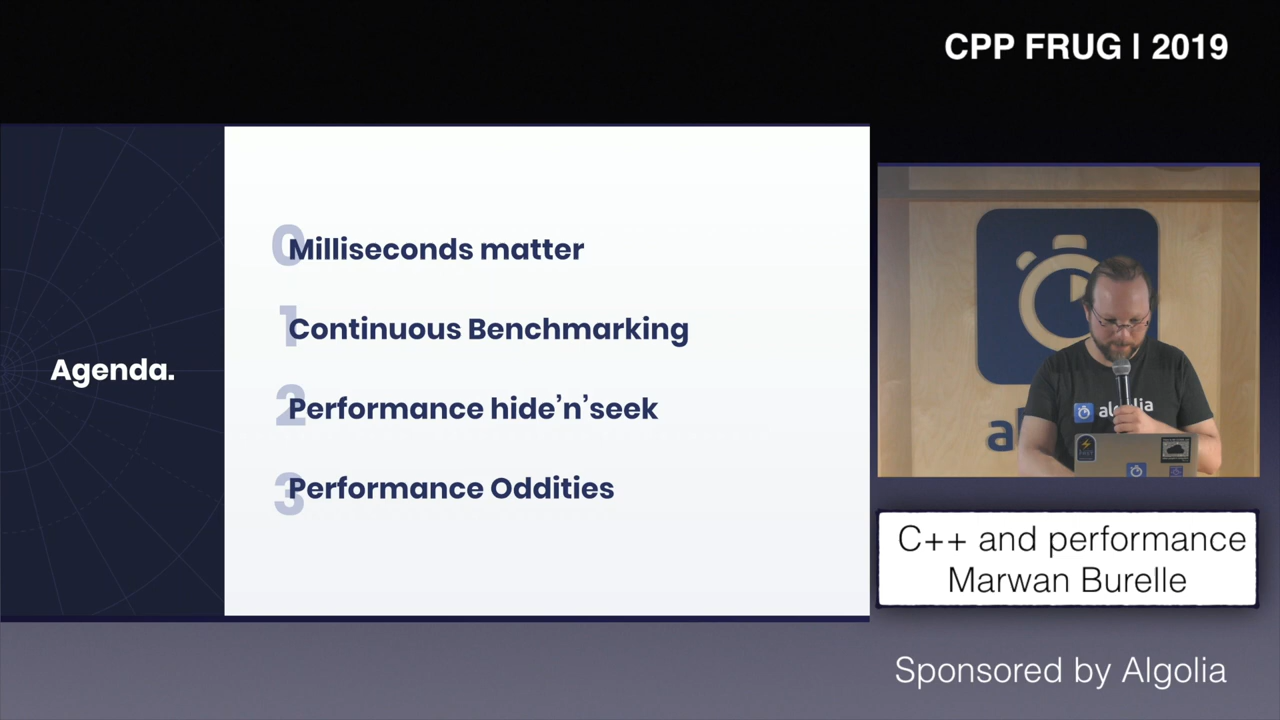 CPP FRUG | 2019
Agenda.
0 Milliseconds matter
1 Continuous Benchmarking
2 Performance hide’n’seek
3 Performance Oddities
algolia
C++ and performance
Marwan Burelle
Sponsored by Algolia